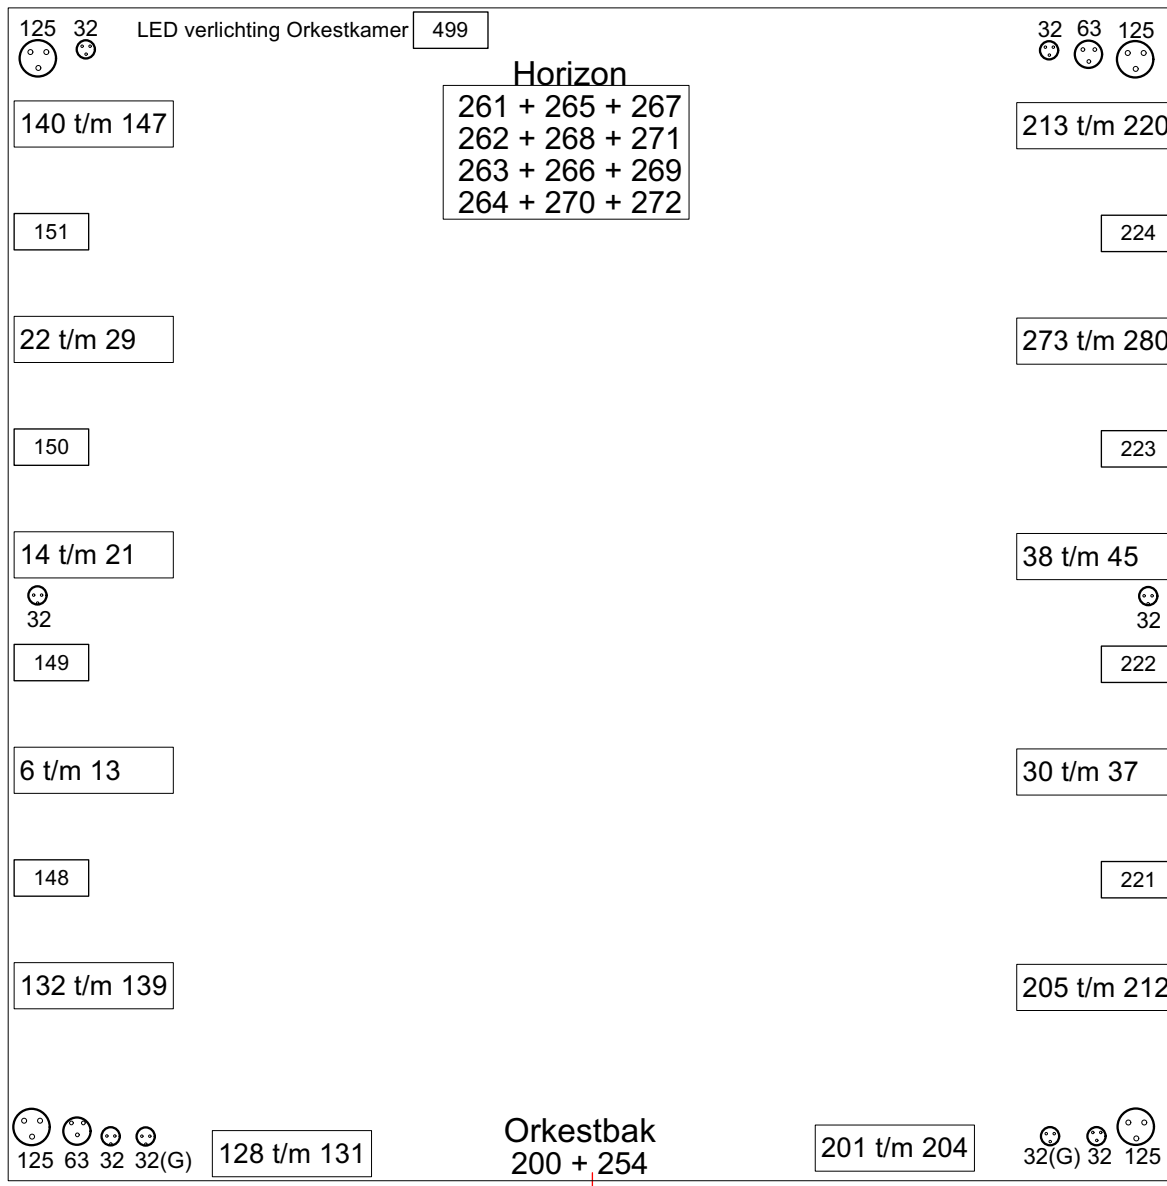 125 32 LED verlichting Orkestkamer 499 32 63 125
Horizon
261 + 265 + 267
262 + 268 + 271
263 + 266 + 269
264 + 270 + 272
140 t/m 147 213 t/m 220
151 224
22 t/m 29 273 t/m 280
150 223
14 t/m 21 38 t/m 45
32 32
149 222
6 t/m 13 30 t/m 37
148 221
132 t/m 139 205 t/m 212
125 63 32 32(G) 128 t/m 131
Orkestbak
200 + 254
201 t/m 204 32(G) 32 125